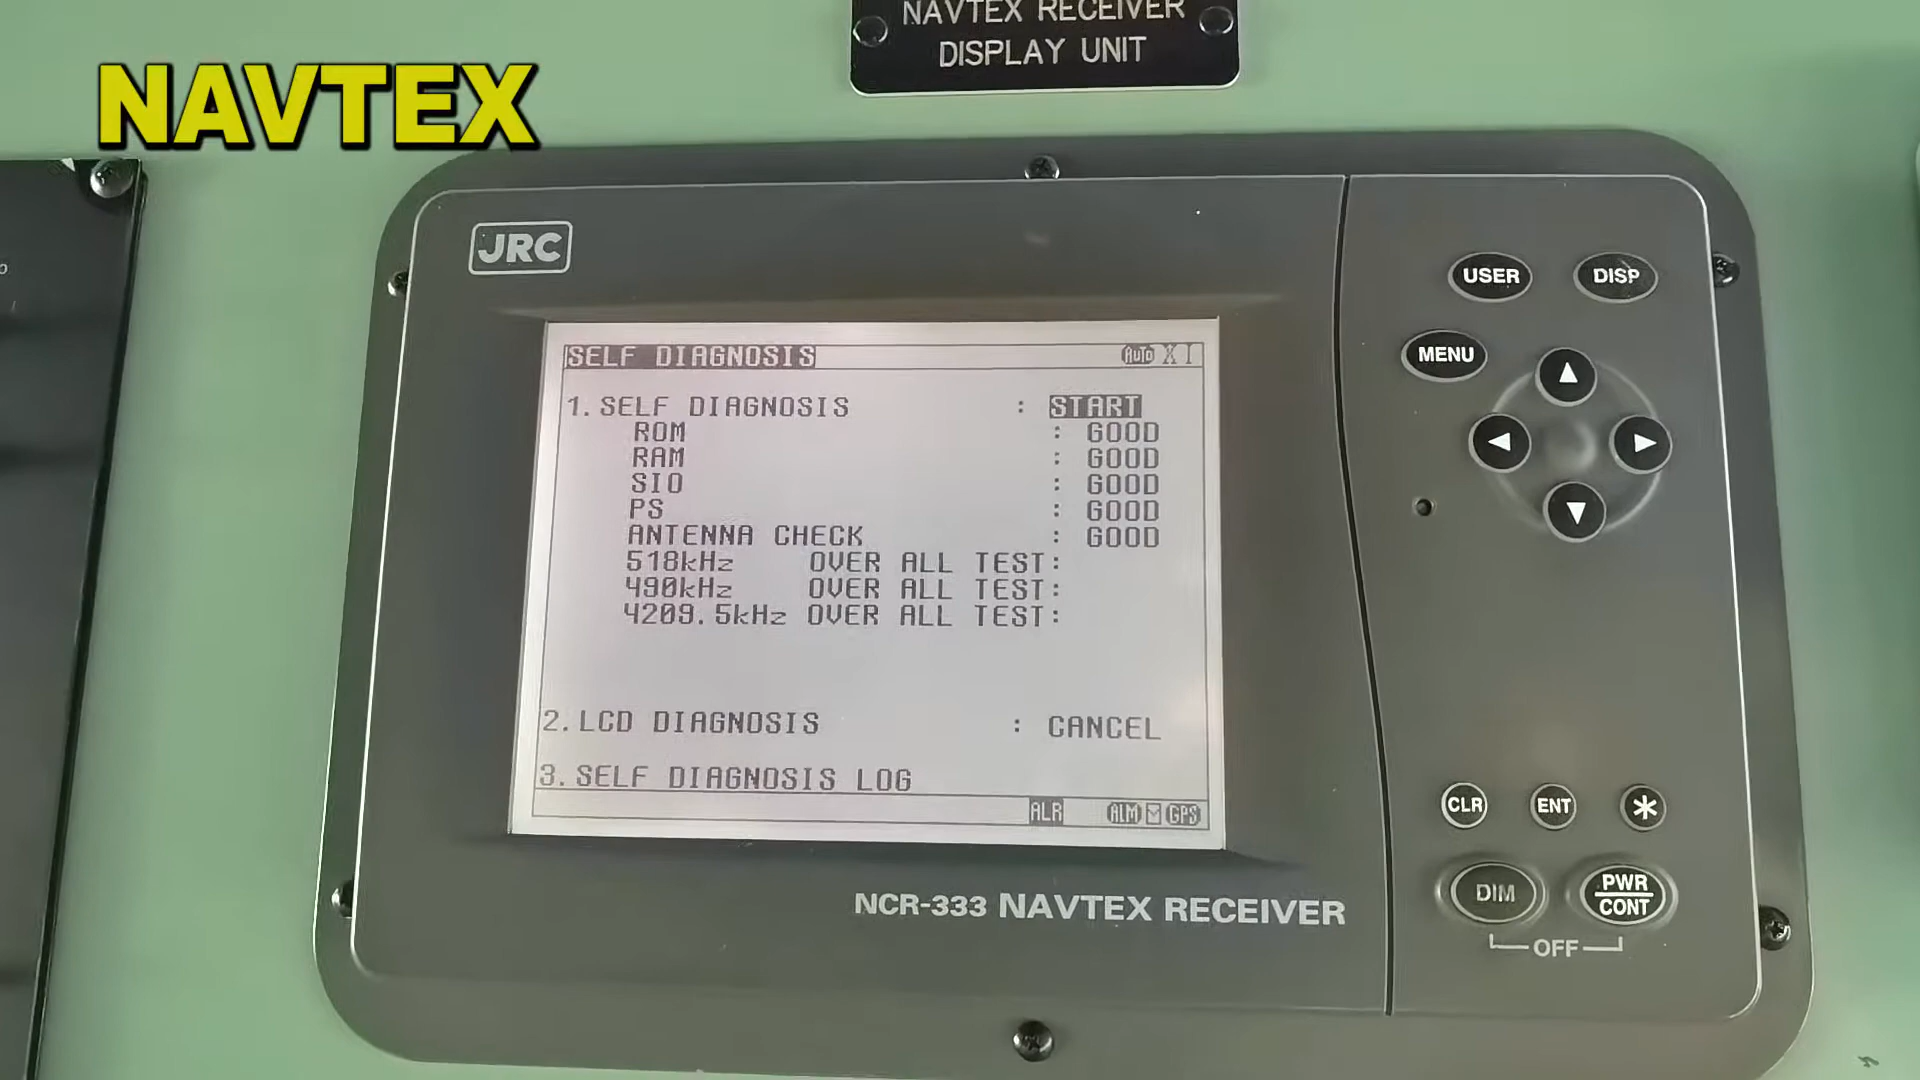 NAVTEX RECEIVER
DISPLAY UNIT
NAVTEX
JRC
SELF DIAGNOSIS AUTO
1.SELF DIAGNOSIS : START
ROM : GOOD
RAM : GOOD
SIO : GOOD
PS : GOOD
ANTENNA CHECK : GOOD
518kHz OVER ALL TEST:
490kHz OVER ALL TEST:
4209.5kHz OVER ALL TEST:
2.LCD DIAGNOSIS : CANCEL
3.SELF DIAGNOSIS LOG
ALR ALM GPS
NCR-333 NAVTEX RECEIVER
USER DISP
MENU
CLR ENT *
DIM PWR
CONT
OFF